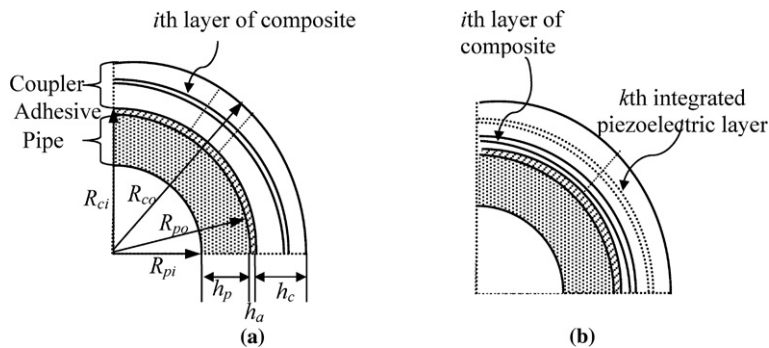 ith layer of composite
Coupler
Adhesive
Pipe
R_ci
R_co
R_po
R_pi
h_p
h_a
h_c
(a)
ith layer of
composite
kth integrated
piezoelectric layer
(b)